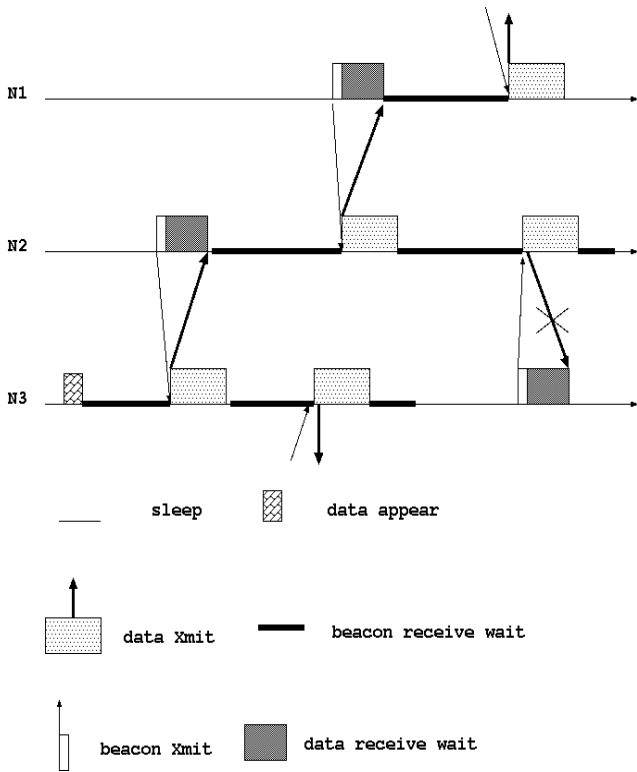 N1
N2
N3
sleep
data appear
data Xmit
beacon receive wait
beacon Xmit
data receive wait